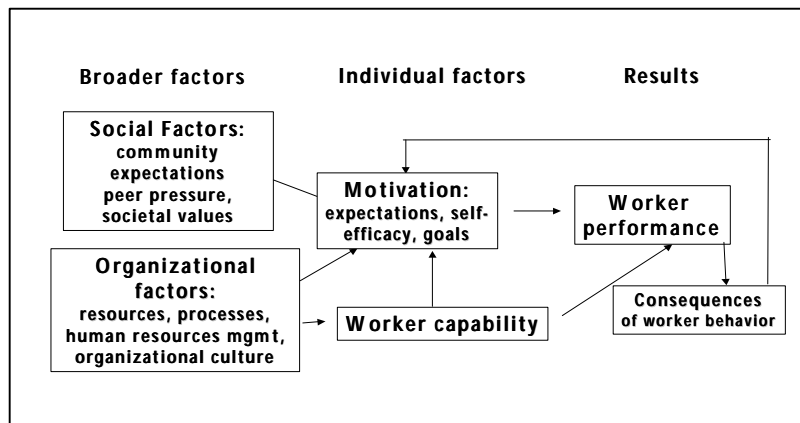 Broader factors
Individual factors
Results
Social Factors:
community
expectations
peer pressure,
societal values
Motivation:
expectations, self-
efficacy, goals
Worker
performance
Organizational
factors:
resources, processes,
human resources mgmt,
organizational culture
Worker capability
Consequences
of worker behavior